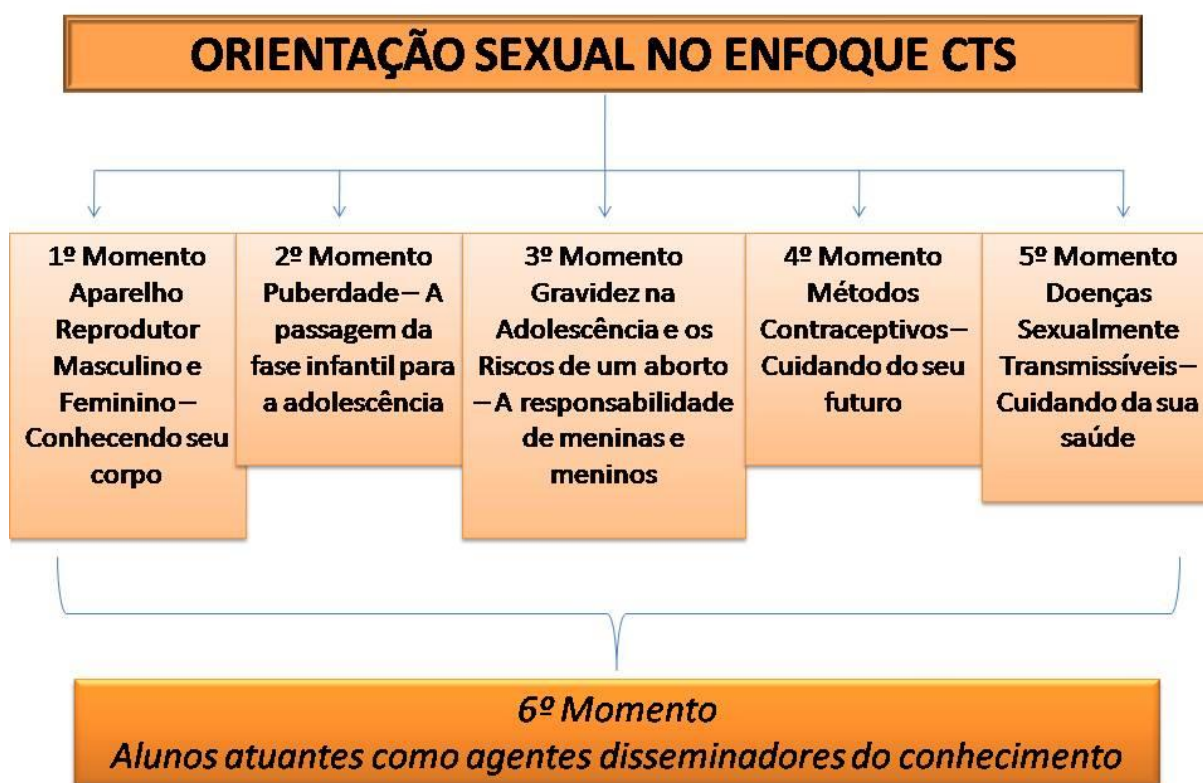 ORIENTAÇÃO SEXUAL NO ENFOQUE CTS
1º Momento
Aparelho
Reprodutor
Masculino e
Feminino–
Conhecendo seu
corpo
2º Momento
Puberdade– A
passagem da
fase infantil para
a adolescência
3º Momento
Gravidez na
Adolescência e os
Riscos de um aborto
–A responsabilidade
de meninas e
meninos
4º Momento
Métodos
Contraceptivos–
Cuidando do seu
futuro
5º Momento
Doenças
Sexualmente
Transmissíveis–
Cuidando da sua
saúde
6º Momento
Alunos atuantes como agentes disseminadores do conhecimento